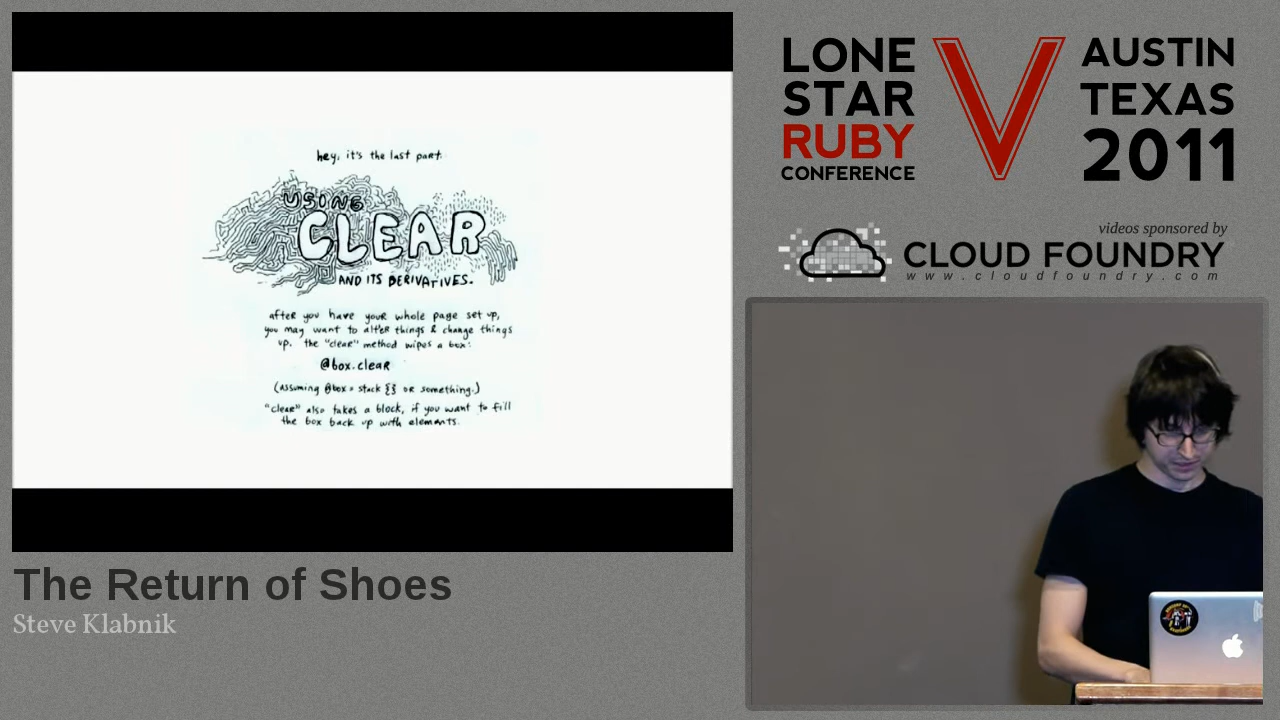 hey, it's the last part.
USING
CLEAR
AND ITS DERIVATIVES.
after you have your whole page set up,
you may want to alter things & change things
up. the "clear" method wipes a box:
@box.clear
(assuming @box = stack {} or something.)
"clear" also takes a block, if you want to fill
the box back up with elements.
The Return of Shoes
Steve Klabnik
LONE
STAR
RUBY
CONFERENCE
V
AUSTIN
TEXAS
2011
videos sponsored by
CLOUD FOUNDRY
www.cloudfoundry.com